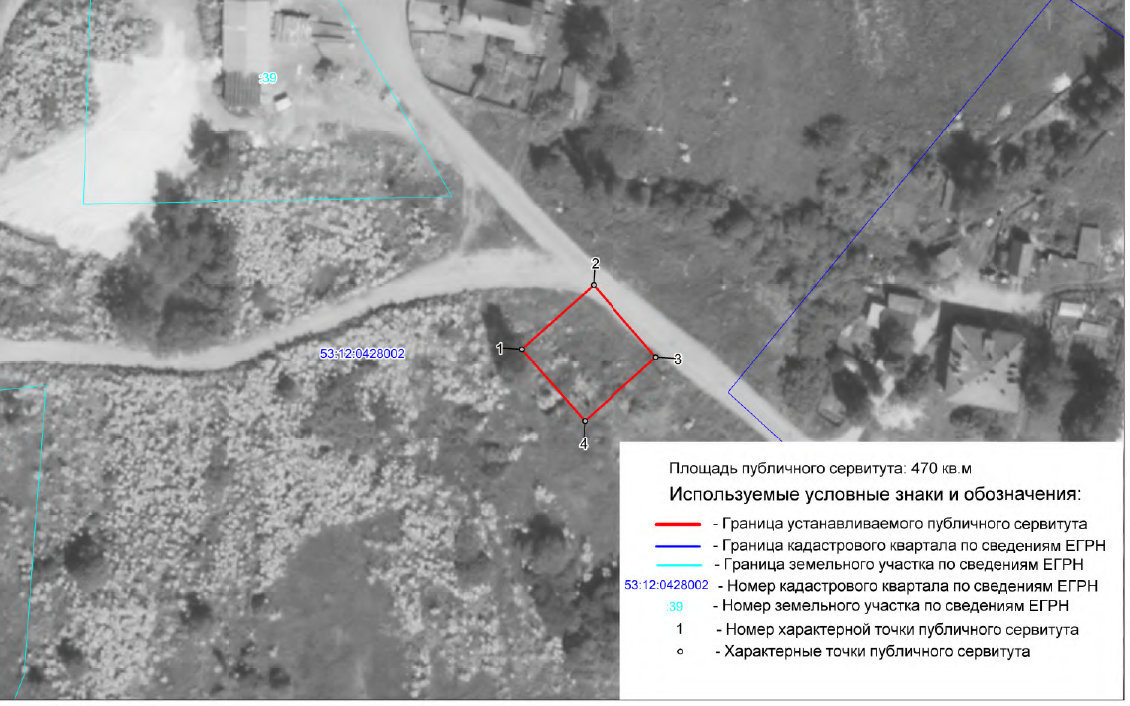 :39
2
1
53:12:0428002
3
4
Площадь публичного сервитута: 470 кв.м
Используемые условные знаки и обозначения:
- Граница устанавливаемого публичного сервитута
- Граница кадастрового квартала по сведениям ЕГРН
- Граница земельного участка по сведениям ЕГРН
53:12:0428002 - Номер кадастрового квартала по сведениям ЕГРН
:39 - Номер земельного участка по сведениям ЕГРН
1 - Номер характерной точки публичного сервитута
- Характерные точки публичного сервитута